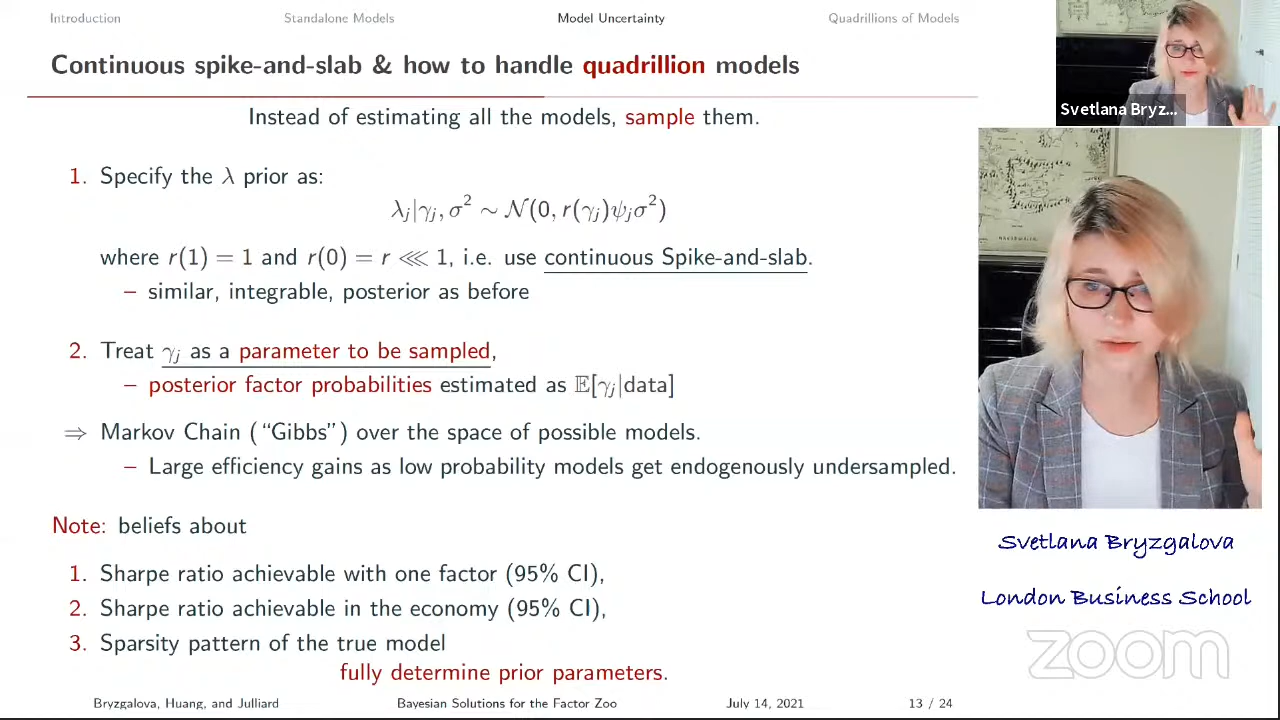 Introduction Standalone Models Model Uncertainty Quadrillions of Models
Continuous spike-and-slab & how to handle quadrillion models
Instead of estimating all the models, sample them.
1. Specify the λ prior as:
λⱼ|γⱼ, σ² ∼ 𝒩(0, r(γⱼ)ψⱼσ²)
where r(1) = 1 and r(0) = r ⋘ 1, i.e. use continuous Spike-and-slab.
– similar, integrable, posterior as before
2. Treat γⱼ as a parameter to be sampled,
– posterior factor probabilities estimated as 𝔼[γⱼ|data]
⇒ Markov Chain (“Gibbs”) over the space of possible models.
– Large efficiency gains as low probability models get endogenously undersampled.
Note: beliefs about
1. Sharpe ratio achievable with one factor (95% CI),
2. Sharpe ratio achievable in the economy (95% CI),
3. Sparsity pattern of the true model
fully determine prior parameters.
Bryzgalova, Huang, and Julliard Bayesian Solutions for the Factor Zoo July 14, 2021 13 / 24
Svetlana Bryz...
Svetlana Bryzgalova
London Business School
zoom